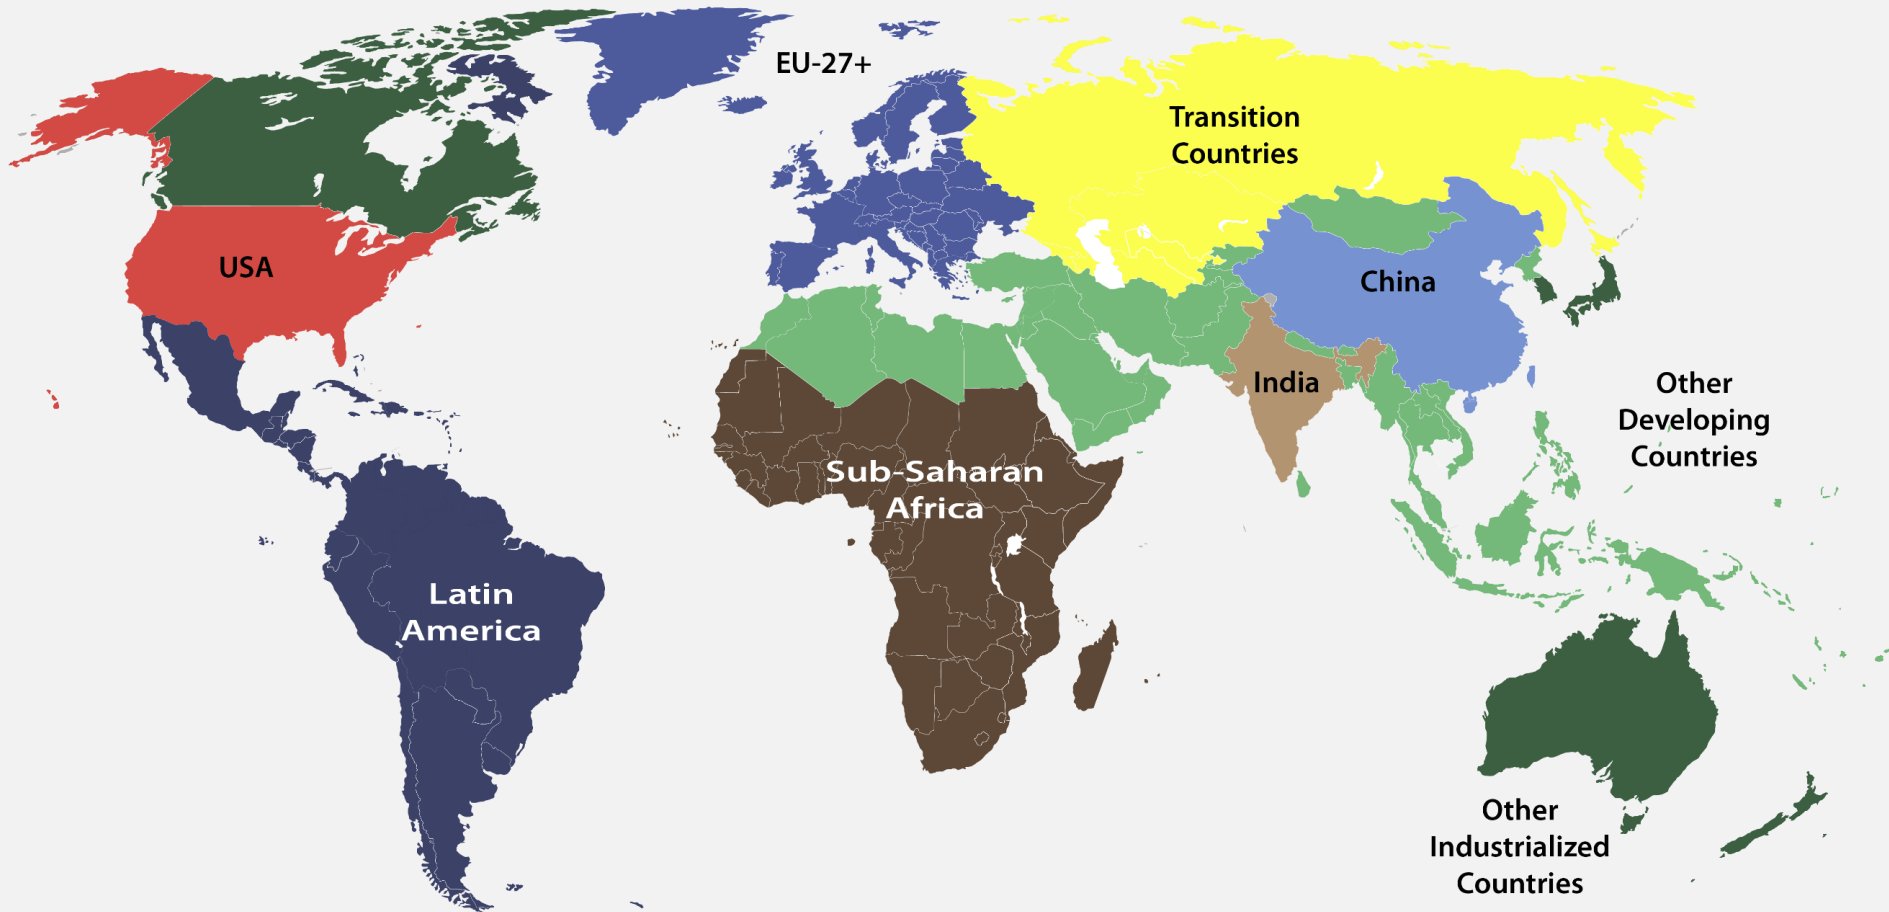 EU-27+
Transition
Countries
USA
China
India
Other
Developing
Countries
Sub-Saharan
Africa
Latin
America
Other
Industrialized
Countries